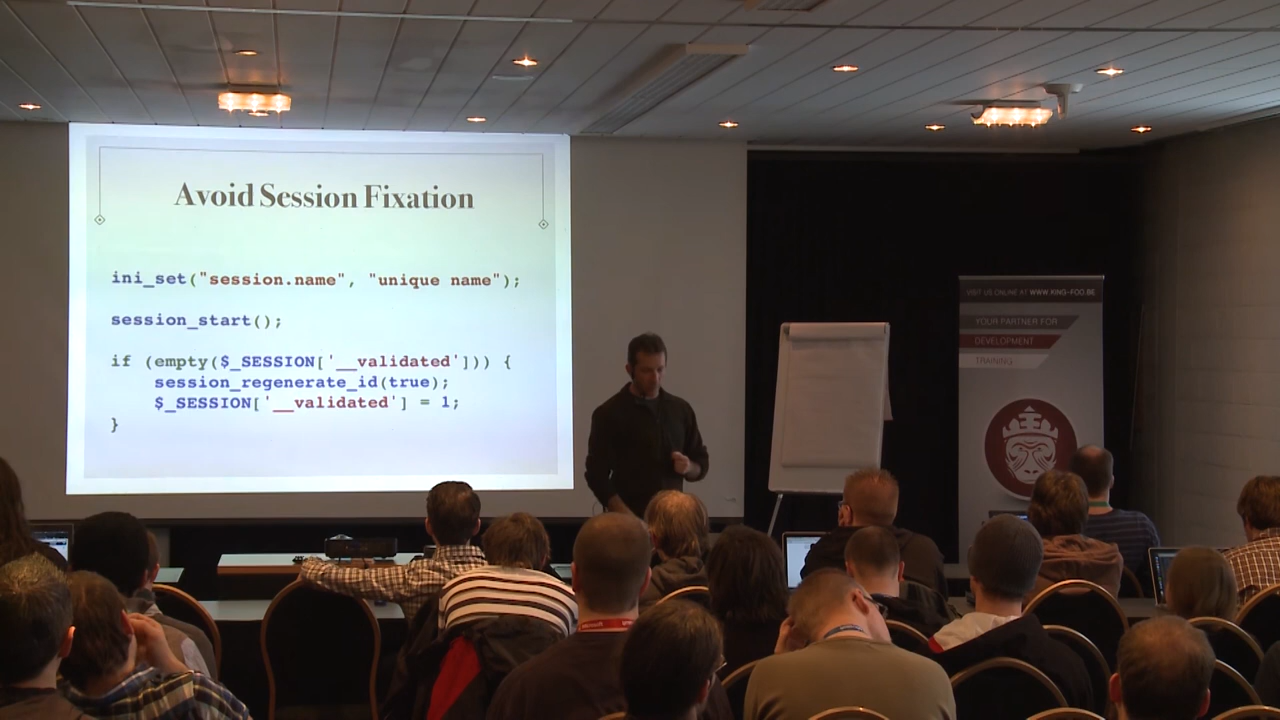 Avoid Session Fixation
ini_set("session.name", "unique name");
session_start();
if (empty($_SESSION['__validated'])) {
session_regenerate_id(true);
$_SESSION['__validated'] = 1;
}
VISIT US ONLINE AT WWW.KING-FOO.BE
YOUR PARTNER FOR
DEVELOPMENT
TRAINING